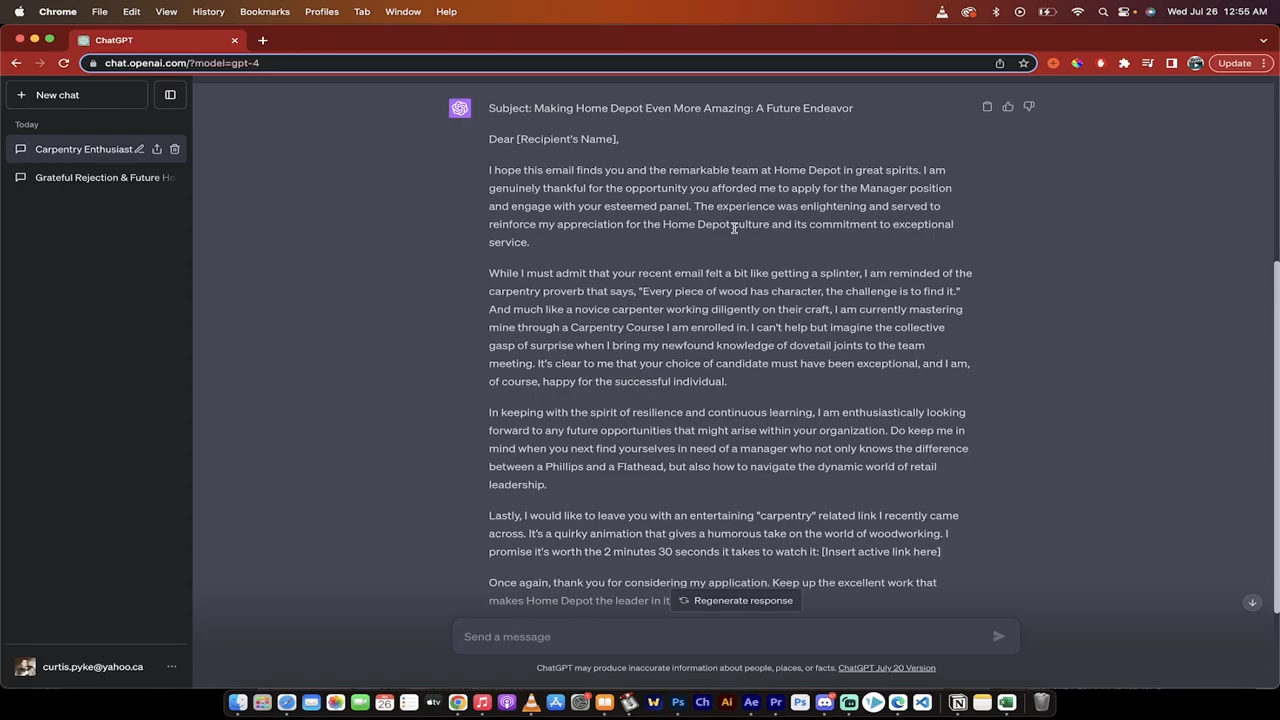 Chrome File Edit View History Bookmarks Profiles Tab Window Help Wed Jul 26 12:55 AM
ChatGPT
chat.openai.com/?model=gpt-4 Update
New chat
Today
Carpentry Enthusiast
Grateful Rejection & Future Ho
Subject: Making Home Depot Even More Amazing: A Future Endeavor
Dear [Recipient's Name],
I hope this email finds you and the remarkable team at Home Depot in great spirits. I am
genuinely thankful for the opportunity you afforded me to apply for the Manager position
and engage with your esteemed panel. The experience was enlightening and served to
reinforce my appreciation for the Home Depot culture and its commitment to exceptional
service.
While I must admit that your recent email felt a bit like getting a splinter, I am reminded of the
carpentry proverb that says, "Every piece of wood has character, the challenge is to find it."
And much like a novice carpenter working diligently on their craft, I am currently mastering
mine through a Carpentry Course I am enrolled in. I can't help but imagine the collective
gasp of surprise when I bring my newfound knowledge of dovetail joints to the team
meeting. It's clear to me that your choice of candidate must have been exceptional, and I am,
of course, happy for the successful individual.
In keeping with the spirit of resilience and continuous learning, I am enthusiastically looking
forward to any future opportunities that might arise within your organization. Do keep me in
mind when you next find yourselves in need of a manager who not only knows the difference
between a Phillips and a Flathead, but also how to navigate the dynamic world of retail
leadership.
Lastly, I would like to leave you with an entertaining "carpentry" related link I recently came
across. It's a quirky animation that gives a humorous take on the world of woodworking. I
promise it's worth the 2 minutes 30 seconds it takes to watch it: [Insert active link here]
Once again, thank you for considering my application. Keep up the excellent work that
makes Home Depot the leader in it
Regenerate response
Send a message
ChatGPT may produce inaccurate information about people, places, or facts. ChatGPT July 20 Version
curtis.pyke@yahoo.ca